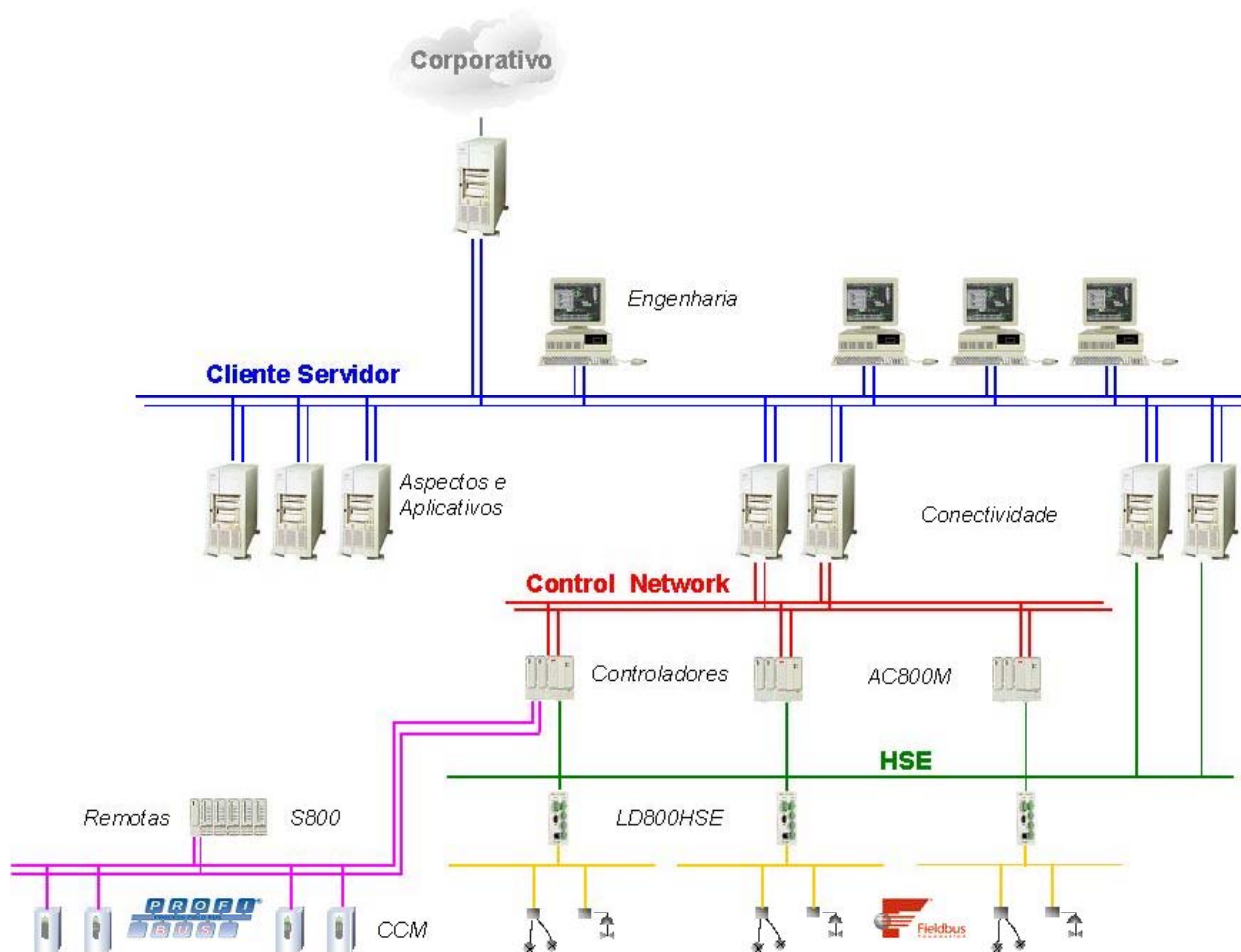 Corporativo
Engenharia
Cliente Servidor
Aspectos e
Aplicativos
Conectividade
Control Network
Controladores
AC800M
HSE
Remotas
S800
LD800HSE
PROFI
BUS
CCM
Fieldbus